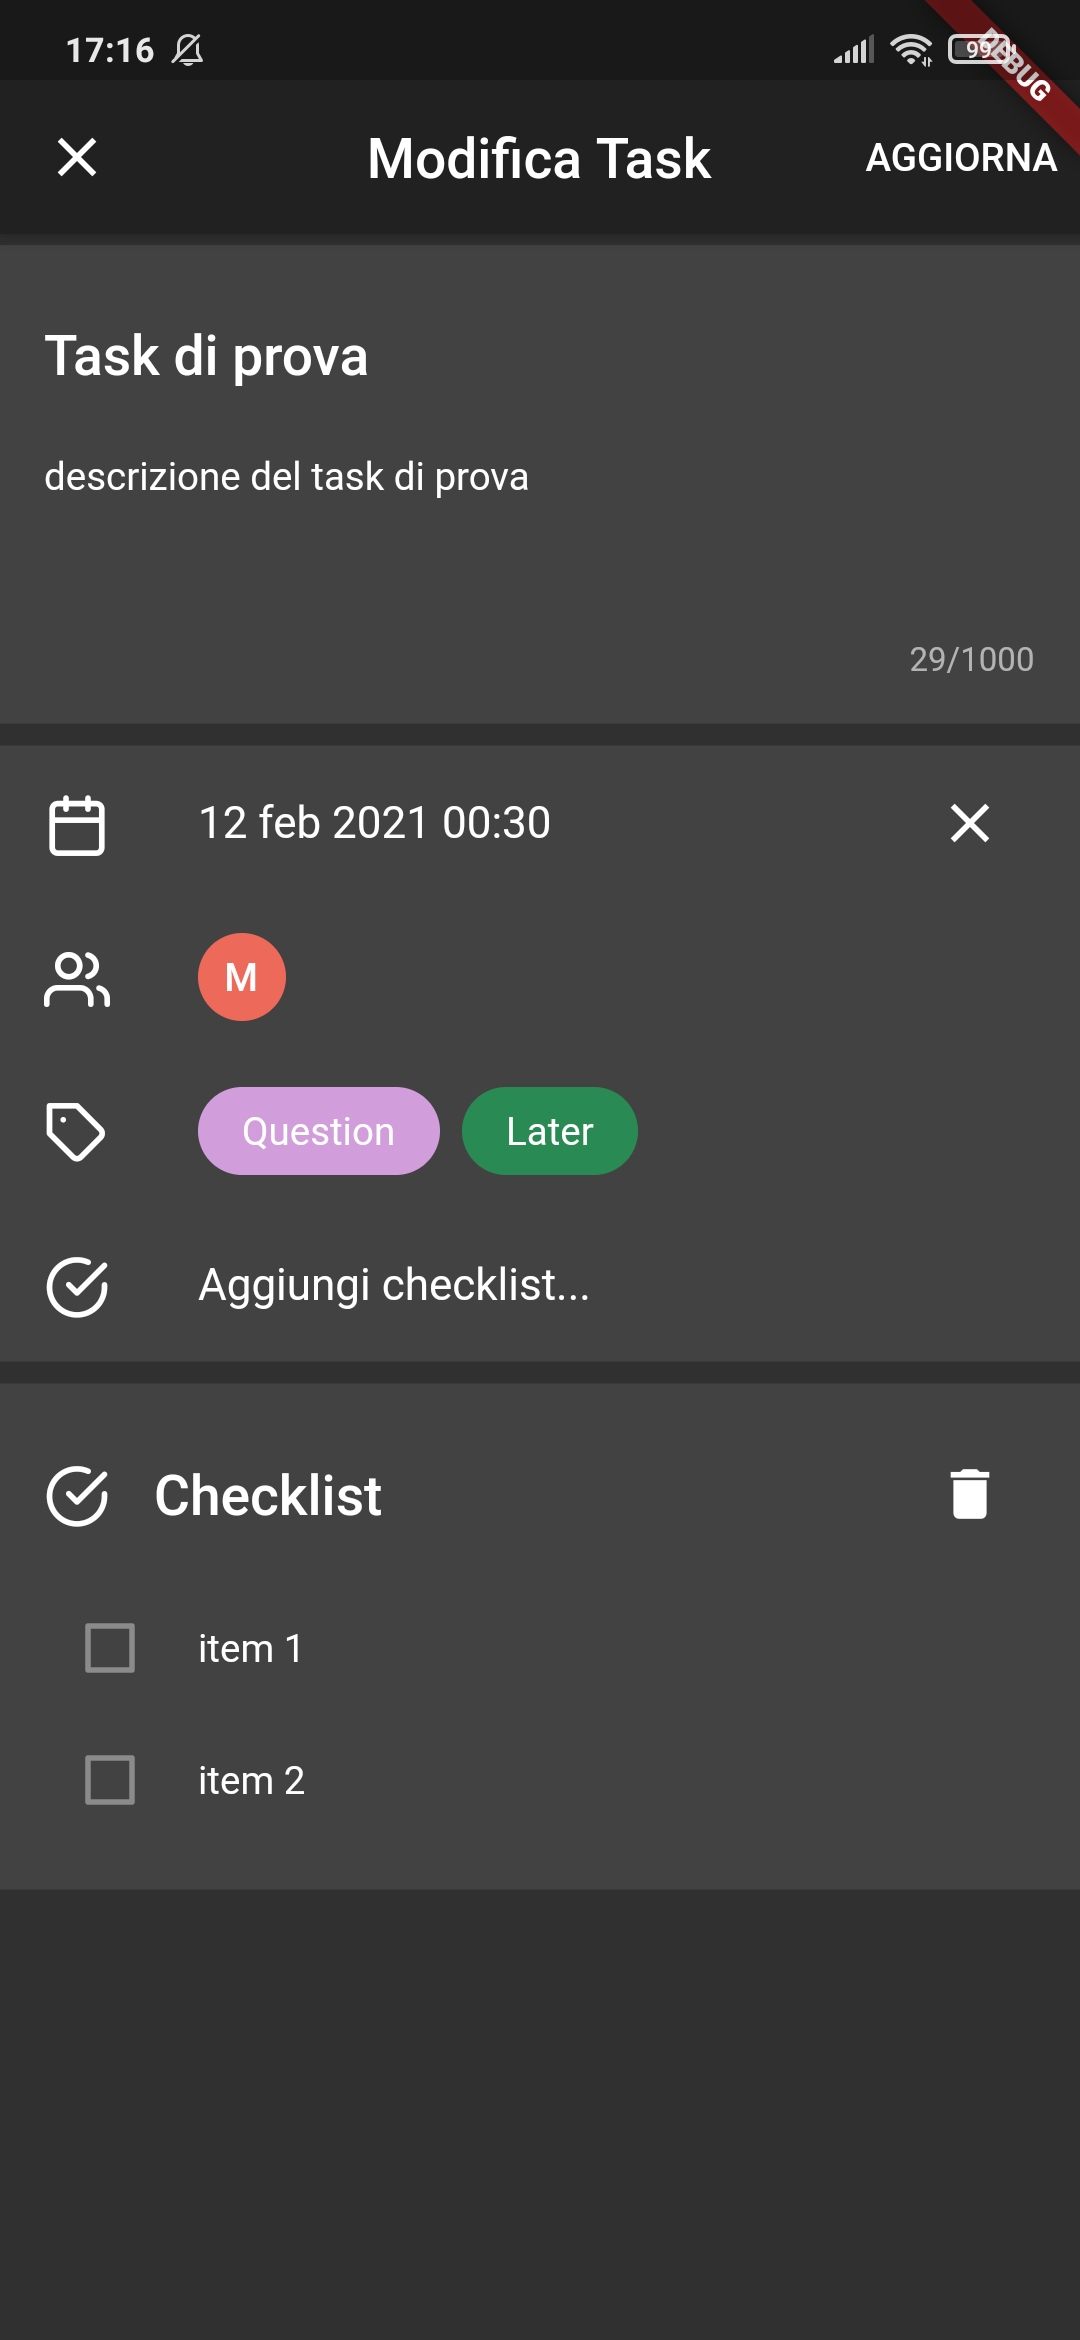 17:16
99
DEBUG
Modifica Task
AGGIORNA
Task di prova
descrizione del task di prova
29/1000
12 feb 2021 00:30
M
Question
Later
Aggiungi checklist...
Checklist
item 1
item 2